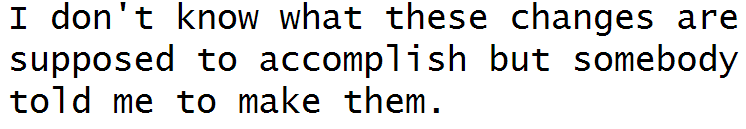 I don't know what these changes are
supposed to accomplish but somebody
told me to make them.